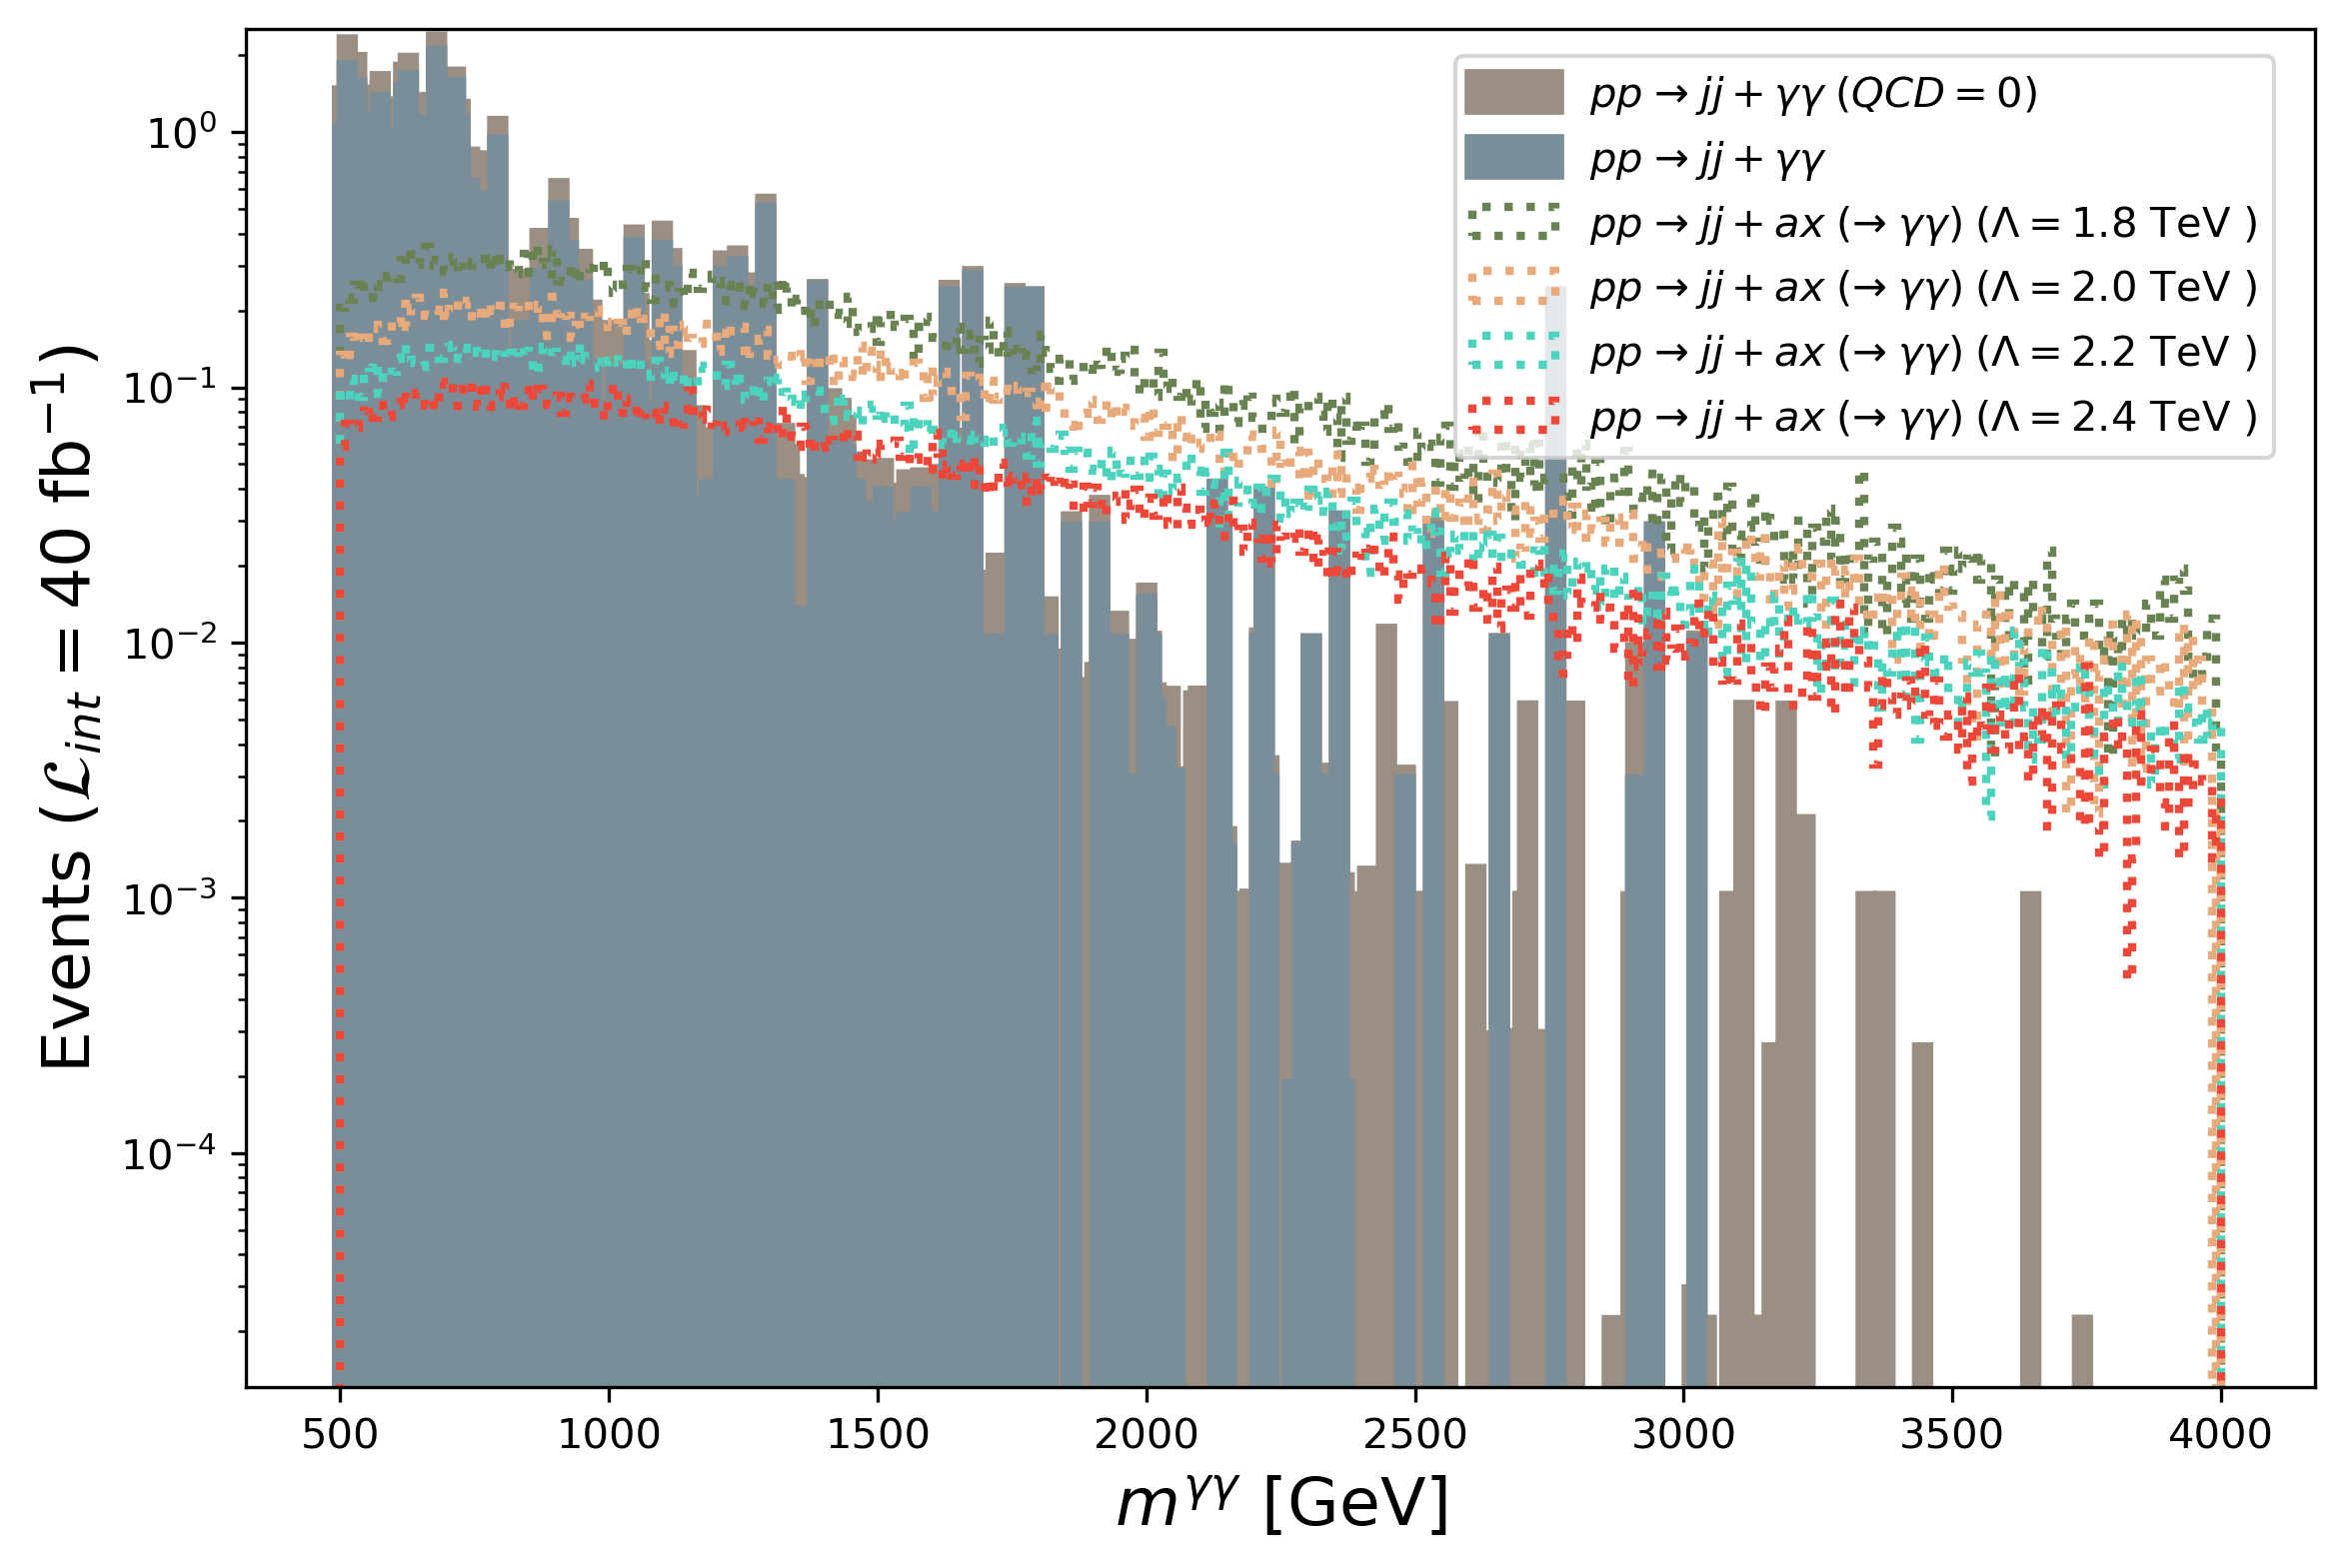 pp → jj + γγ (QCD = 0)
pp → jj + γγ
pp → jj + ax (→ γγ) (Λ = 1.8 TeV )
pp → jj + ax (→ γγ) (Λ = 2.0 TeV )
pp → jj + ax (→ γγ) (Λ = 2.2 TeV )
pp → jj + ax (→ γγ) (Λ = 2.4 TeV )
Events (ℒ_int = 40 fb⁻¹)
10⁰
10⁻¹
10⁻²
10⁻³
10⁻⁴
500 1000 1500 2000 2500 3000 3500 4000
m^γγ [GeV]